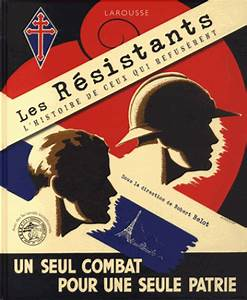 LAROUSSE
Les Résistants
L'HISTOIRE DE CEUX QUI REFUSÈRENT
Sous la direction de Robert Belot
UN SEUL COMBAT
POUR UNE SEULE PATRIE